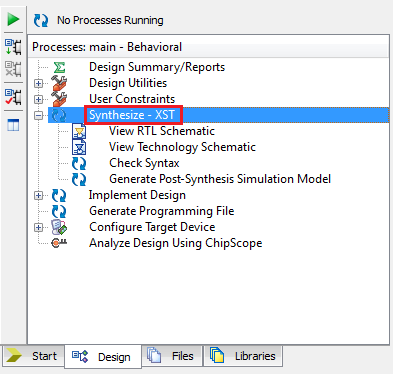 No Processes Running
Processes: main - Behavioral
Design Summary/Reports
Design Utilities
User Constraints
Synthesize - XST
View RTL Schematic
View Technology Schematic
Check Syntax
Generate Post-Synthesis Simulation Model
Implement Design
Generate Programming File
Configure Target Device
Analyze Design Using ChipScope
Start Design Files Libraries